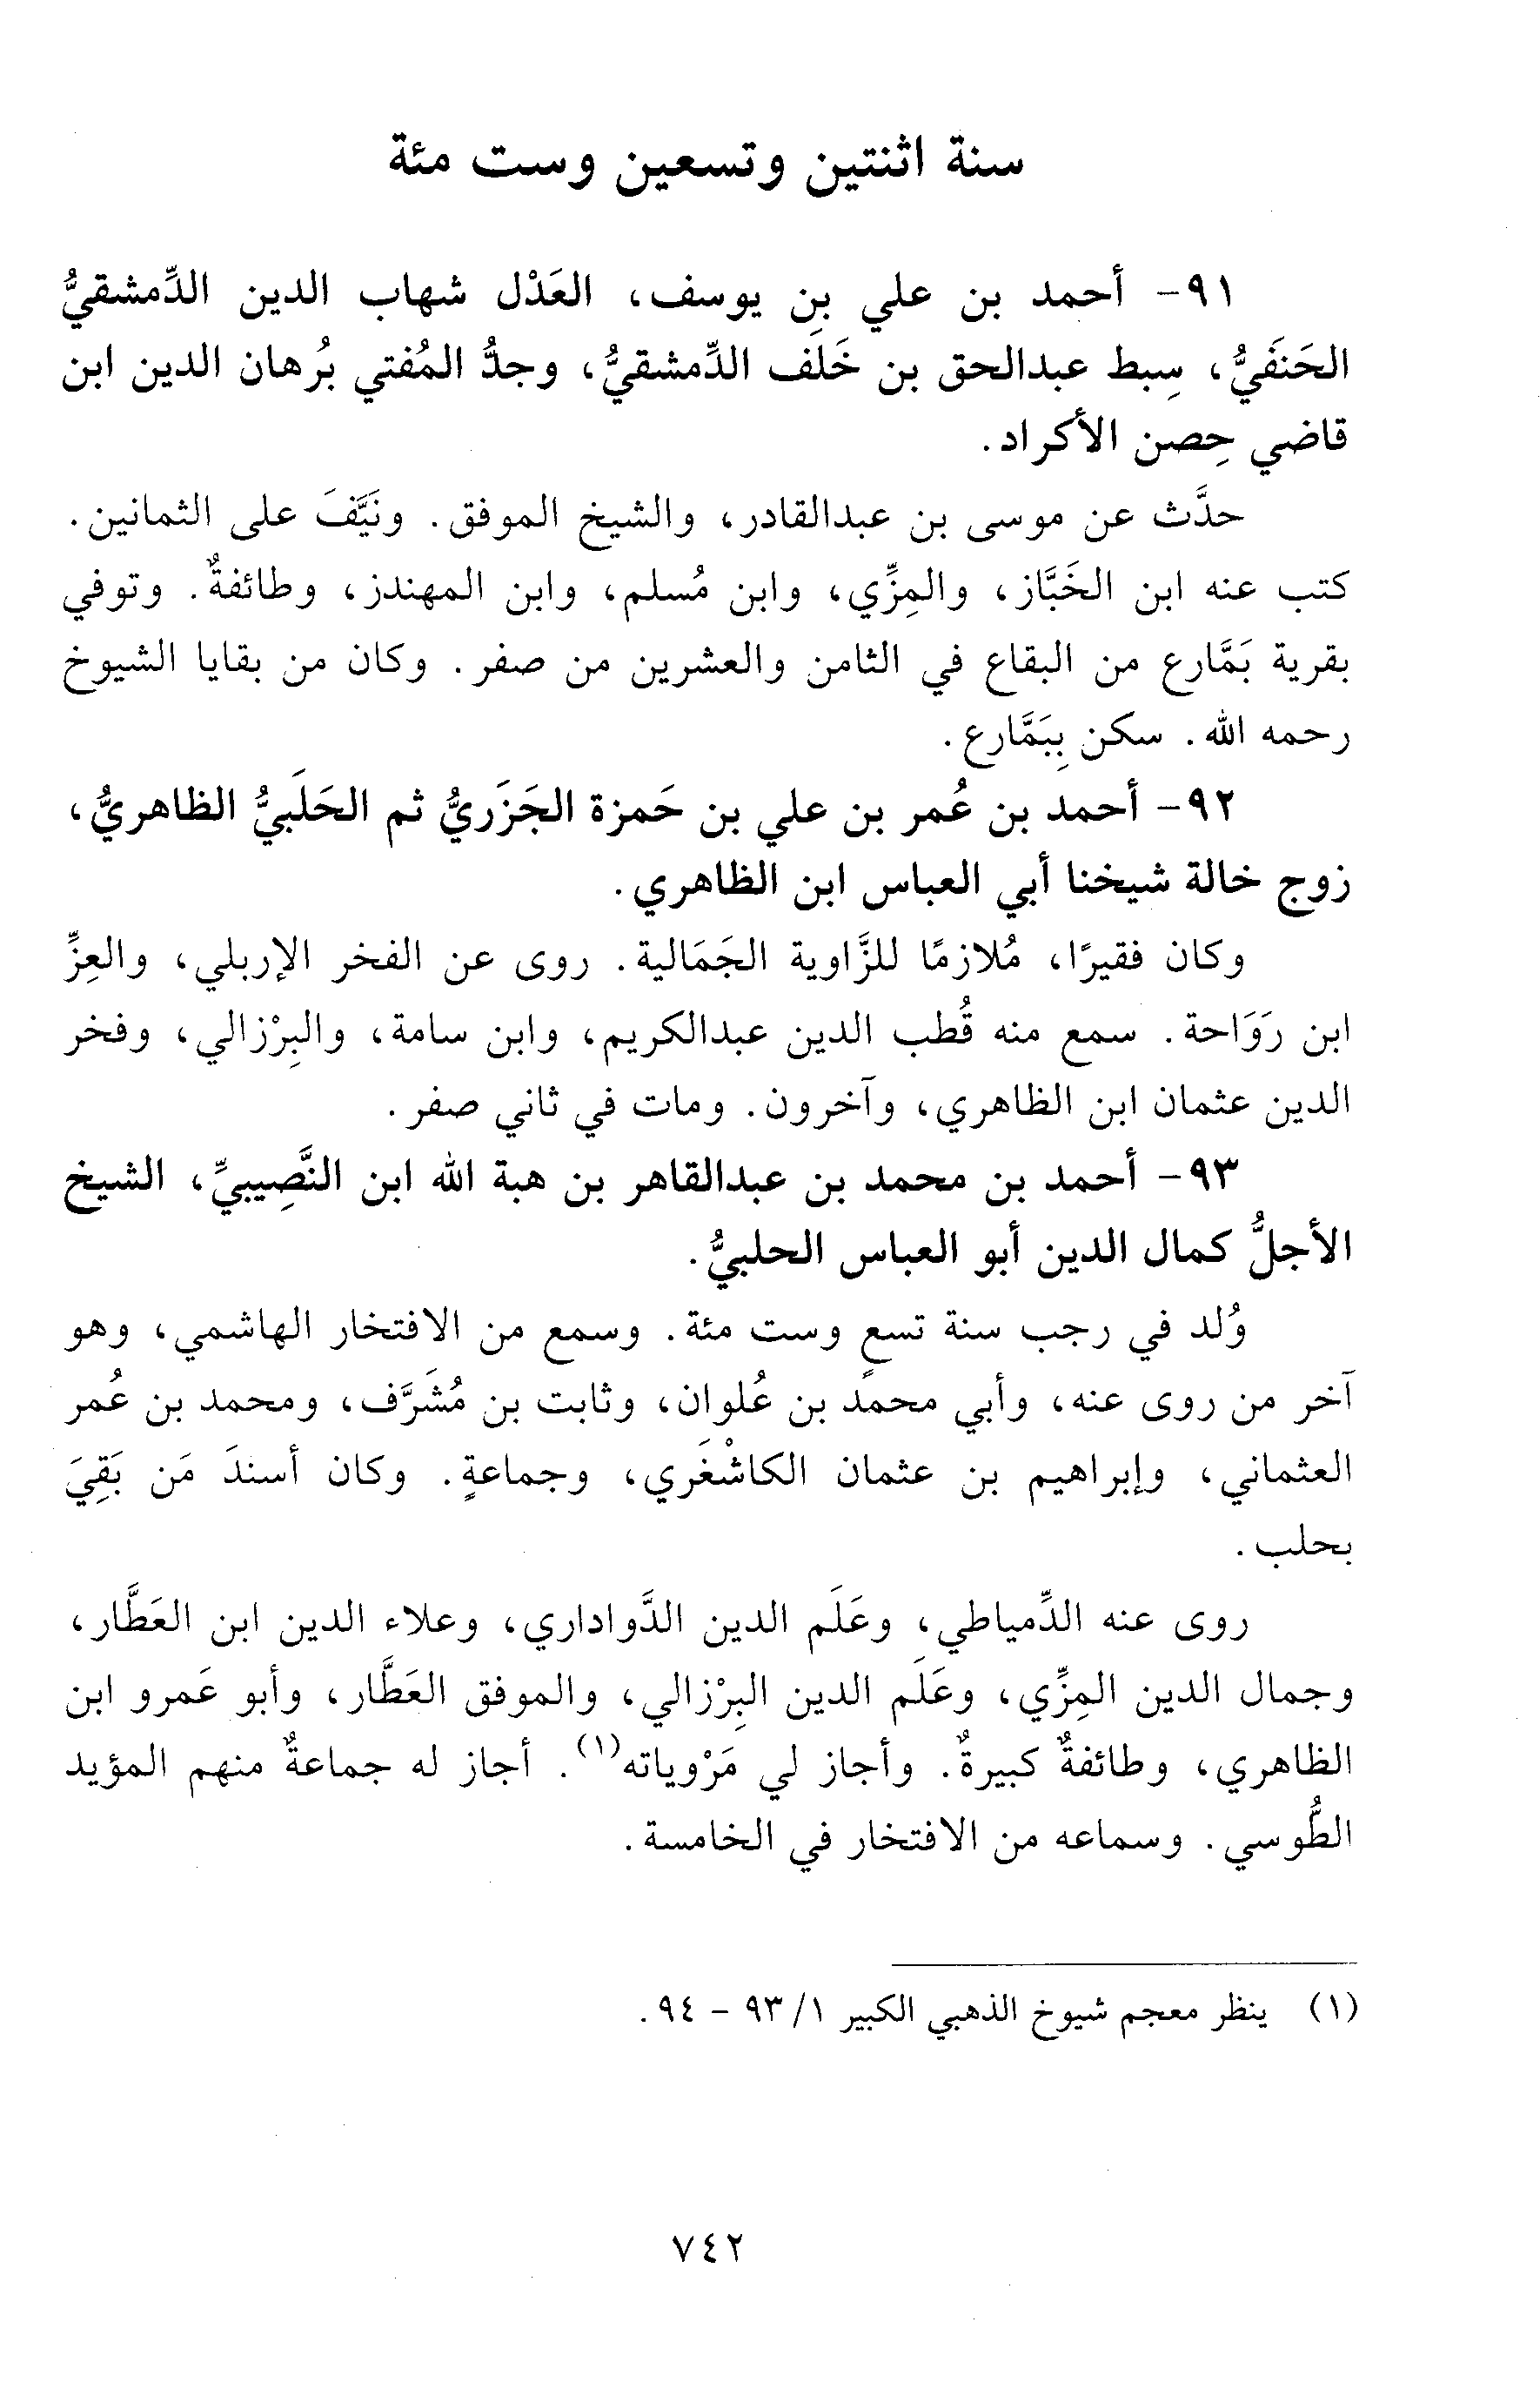 سنة اثنتين وتسعين وست مئة
٩١- أحمد بن علي بن يوسف، العَدْل شهاب الدين الدِّمشقيُّ
الحَنفَيُّ، سِبط عبدالحق بن خَلَف الدِّمشقيُّ، وجدُّ المُفتي بُرهان الدين ابن
قاضي حِصن الأكراد.
حدَّث عن موسى بن عبدالقادر، والشيخ الموفق. ونَيَّفَ على الثمانين.
كتب عنه ابن الخَبَّاز، والمِزِّي، وابن مُسلم، وابن المهندز، وطائفةٌ. وتوفي
بقرية بَمَّارع من البقاع في الثامن والعشرين من صفر. وكان من بقايا الشيوخ
رحمه الله. سكن بِبَمَّارع.
٩٢- أحمد بن عُمر بن علي بن حَمزة الجَزَريُّ ثم الحَلَبيُّ الظاهريُّ،
زوج خالة شيخنا أبي العباس ابن الظاهري.
وكان فقيرًا، مُلازمًا للزَّاوية الجَمَالية. روى عن الفخر الإربلي، والعِزِّ
ابن رَوَاحة. سمع منه قُطب الدين عبدالكريم، وابن سامة، والبِرْزالي، وفخر
الدين عثمان ابن الظاهري، وآخرون. ومات في ثاني صفر.
٩٣- أحمد بن محمد بن عبدالقاهر بن هبة الله ابن النَّصِيبيِّ، الشيخ
الأجلُّ كمال الدين أبو العباس الحلبيُّ.
وُلد في رجب سنة تسعٍ وست مئة. وسمع من الافتخار الهاشمي، وهو
آخر من روى عنه، وأبي محمد بن عُلوان، وثابت بن مُشَرَّف، ومحمد بن عُمر
العثماني، وإبراهيم بن عثمان الكاشْغَري، وجماعةٍ. وكان أسندَ مَن بَقِيَ
بحلب.
روى عنه الدِّمياطي، وعَلَم الدين الدَّواداري، وعلاء الدين ابن العَطَّار،
وجمال الدين المِزِّي، وعَلَم الدين البِرْزالي، والموفق العَطَّار، وأبو عَمرو ابن
الظاهري، وطائفةٌ كبيرةٌ. وأجاز لي مَرْوياته(١). أجاز له جماعةٌ منهم المؤيد
الطُّوسي. وسماعه من الافتخار في الخامسة.
(١) ينظر معجم شيوخ الذهبي الكبير ١/ ٩٣ - ٩٤.
٧٤٢